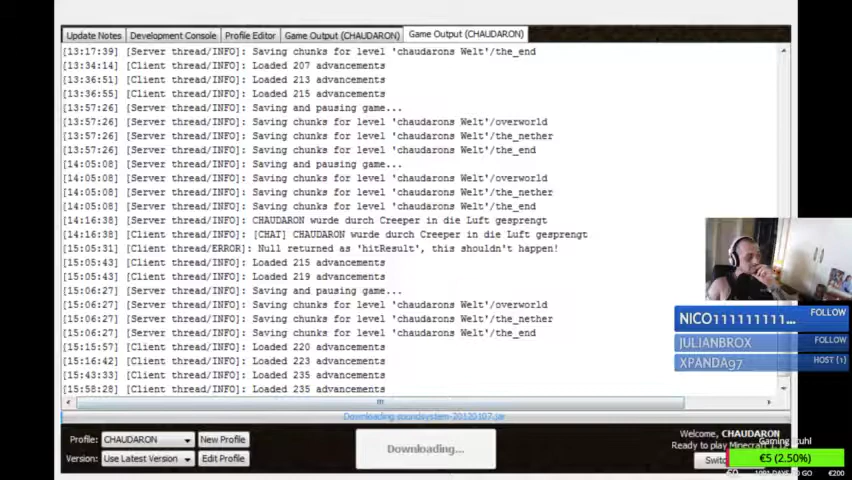 Update Notes Development Console Profile Editor Game Output (CHAUDARON) Game Output (CHAUDARON)
[13:17:39] [Server thread/INFO]: Saving chunks for level 'chaudarons Welt'/the_end
[13:34:14] [Client thread/INFO]: Loaded 207 advancements
[13:36:51] [Client thread/INFO]: Loaded 213 advancements
[13:36:55] [Client thread/INFO]: Loaded 215 advancements
[13:57:26] [Server thread/INFO]: Saving and pausing game...
[13:57:26] [Server thread/INFO]: Saving chunks for level 'chaudarons Welt'/overworld
[13:57:26] [Server thread/INFO]: Saving chunks for level 'chaudarons Welt'/the_nether
[13:57:26] [Server thread/INFO]: Saving chunks for level 'chaudarons Welt'/the_end
[14:05:08] [Server thread/INFO]: Saving and pausing game...
[14:05:08] [Server thread/INFO]: Saving chunks for level 'chaudarons Welt'/overworld
[14:05:08] [Server thread/INFO]: Saving chunks for level 'chaudarons Welt'/the_nether
[14:05:08] [Server thread/INFO]: Saving chunks for level 'chaudarons Welt'/the_end
[14:16:38] [Server thread/INFO]: CHAUDARON wurde durch Creeper in die Luft gesprengt
[14:16:38] [Client thread/INFO]: [CHAT] CHAUDARON wurde durch Creeper in die Luft gesprengt
[15:05:31] [Client thread/ERROR]: Null returned as 'hitResult', this shouldn't happen!
[15:05:43] [Client thread/INFO]: Loaded 215 advancements
[15:05:43] [Client thread/INFO]: Loaded 219 advancements
[15:06:27] [Server thread/INFO]: Saving and pausing game...
[15:06:27] [Server thread/INFO]: Saving chunks for level 'chaudarons Welt'/overworld
[15:06:27] [Server thread/INFO]: Saving chunks for level 'chaudarons Welt'/the_nether
[15:06:27] [Server thread/INFO]: Saving chunks for level 'chaudarons Welt'/the_end
[15:15:57] [Client thread/INFO]: Loaded 220 advancements
[15:16:42] [Client thread/INFO]: Loaded 223 advancements
[15:43:33] [Client thread/INFO]: Loaded 235 advancements
[15:58:28] [Client thread/INFO]: Loaded 235 advancements
NICO111111111... FOLLOW
JULIANBROX FOLLOW
XPANDA97 HOST (1)
Downloading soundsystem-20120107.jar
Profile: CHAUDARON New Profile
Version: Use Latest Version Edit Profile
Downloading...
Welcome, CHAUDARON
Ready to play Minecraft
Gaming
€5 (2.50%)
€0 GO €200